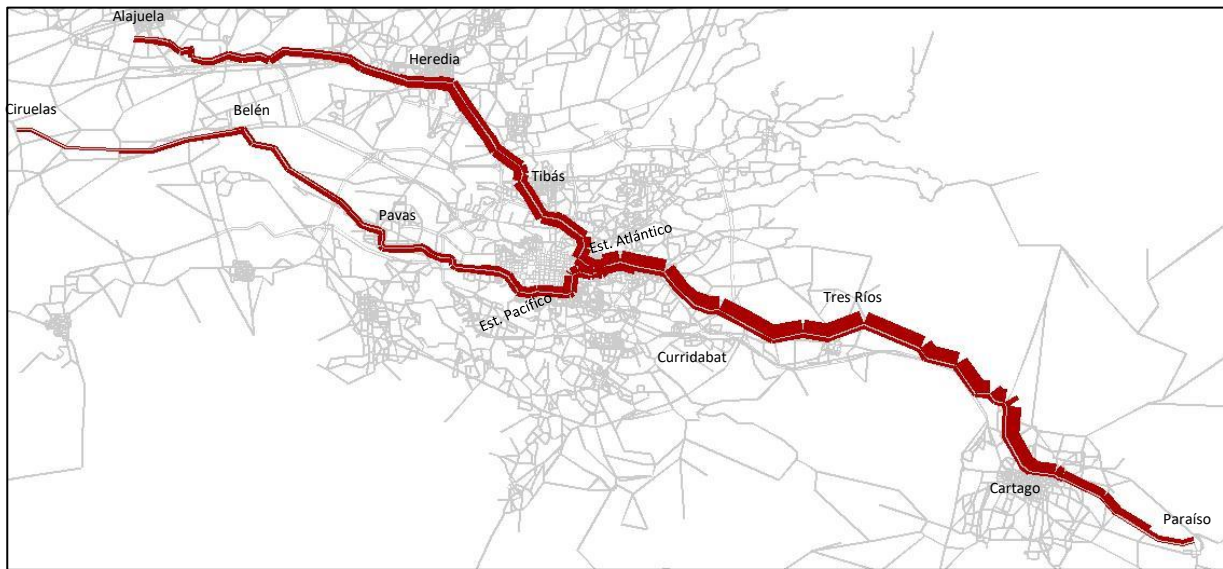 Alajuela
Heredia
Ciruelas
Belén
Tibás
Pavas
Est. Atlántico
Est. Pacífico
Tres Ríos
Curridabat
Cartago
Paraíso